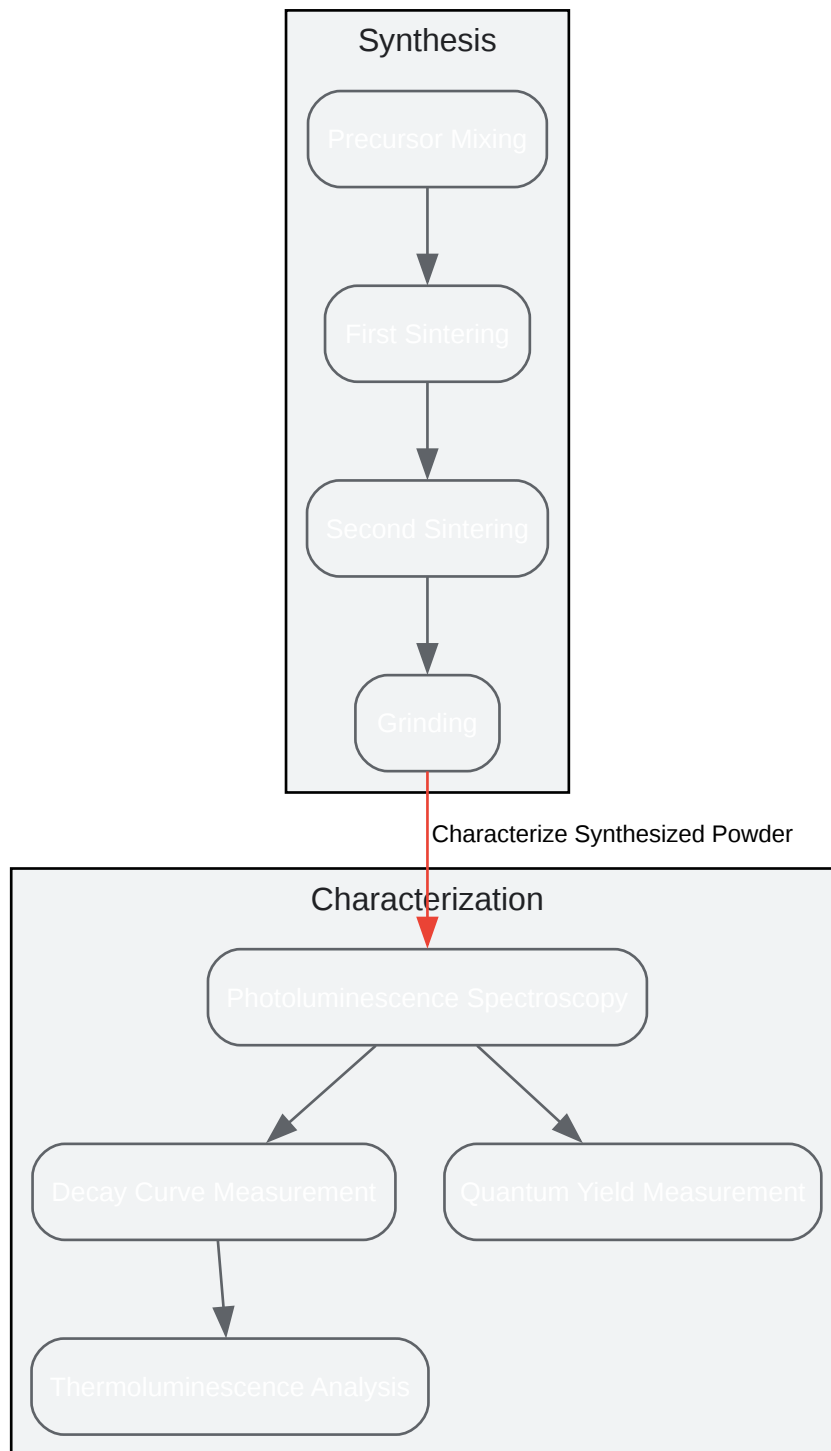 Synthesis
Precursor Mixing
First Sintering
Second Sintering
Grinding
Characterize Synthesized Powder
Characterization
Photoluminescence Spectroscopy
Decay Curve Measurement
Quantum Yield Measurement
Thermoluminescence Analysis